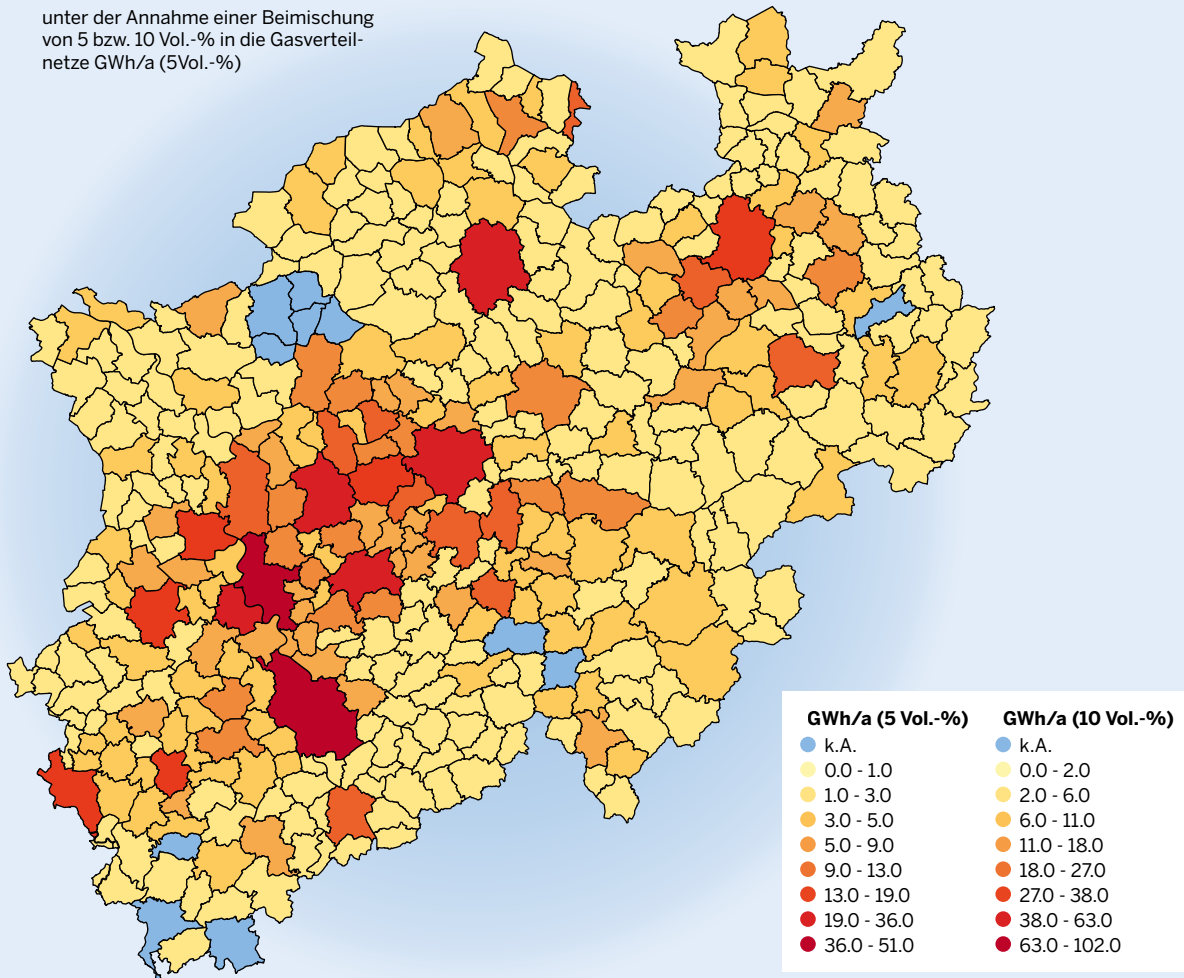 unter der Annahme einer Beimischung
von 5 bzw. 10 Vol.-% in die Gasverteil-
netze GWh/a (5Vol.-%)
GWh/a (5 Vol.-%)
k.A.
0.0 - 1.0
1.0 - 3.0
3.0 - 5.0
5.0 - 9.0
9.0 - 13.0
13.0 - 19.0
19.0 - 36.0
36.0 - 51.0
GWh/a (10 Vol.-%)
k.A.
0.0 - 2.0
2.0 - 6.0
6.0 - 11.0
11.0 - 18.0
18.0 - 27.0
27.0 - 38.0
38.0 - 63.0
63.0 - 102.0